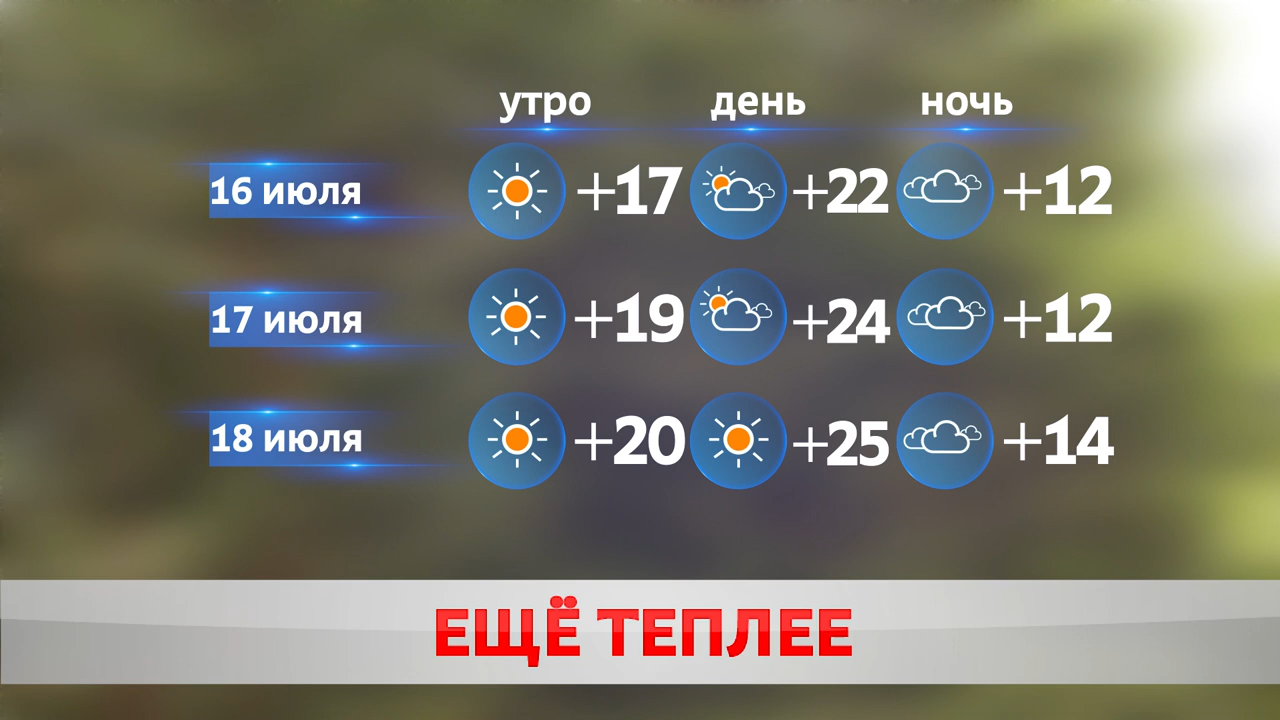 утро день ночь
16 июля +17 +22 +12
17 июля +19 +24 +12
18 июля +20 +25 +14
ЕЩЁ ТЕПЛЕЕ